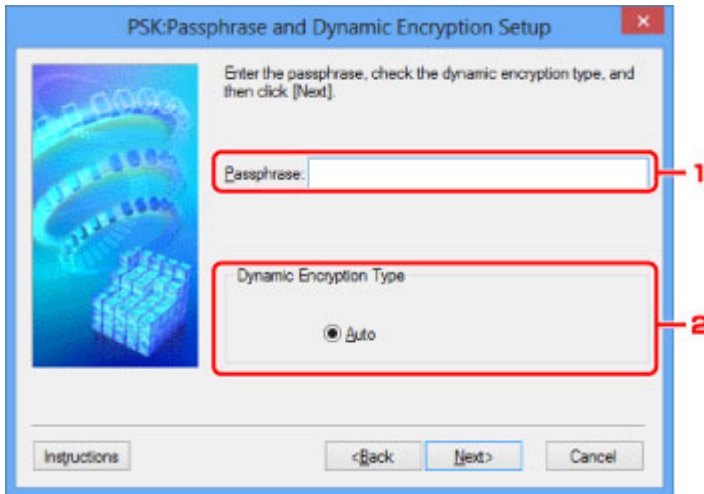 PSK:Passphrase and Dynamic Encryption Setup
Enter the passphrase, check the dynamic encryption type, and
then click [Next].
Passphrase:
1
Dynamic Encryption Type
Auto
2
Instructions
<Back
Next>
Cancel